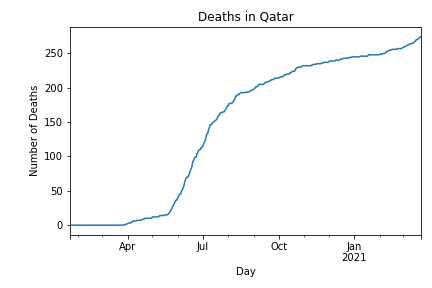 Deaths in Qatar
Number of Deaths
250
200
150
100
50
0
Apr
Jul
Oct
Jan
2021
Day